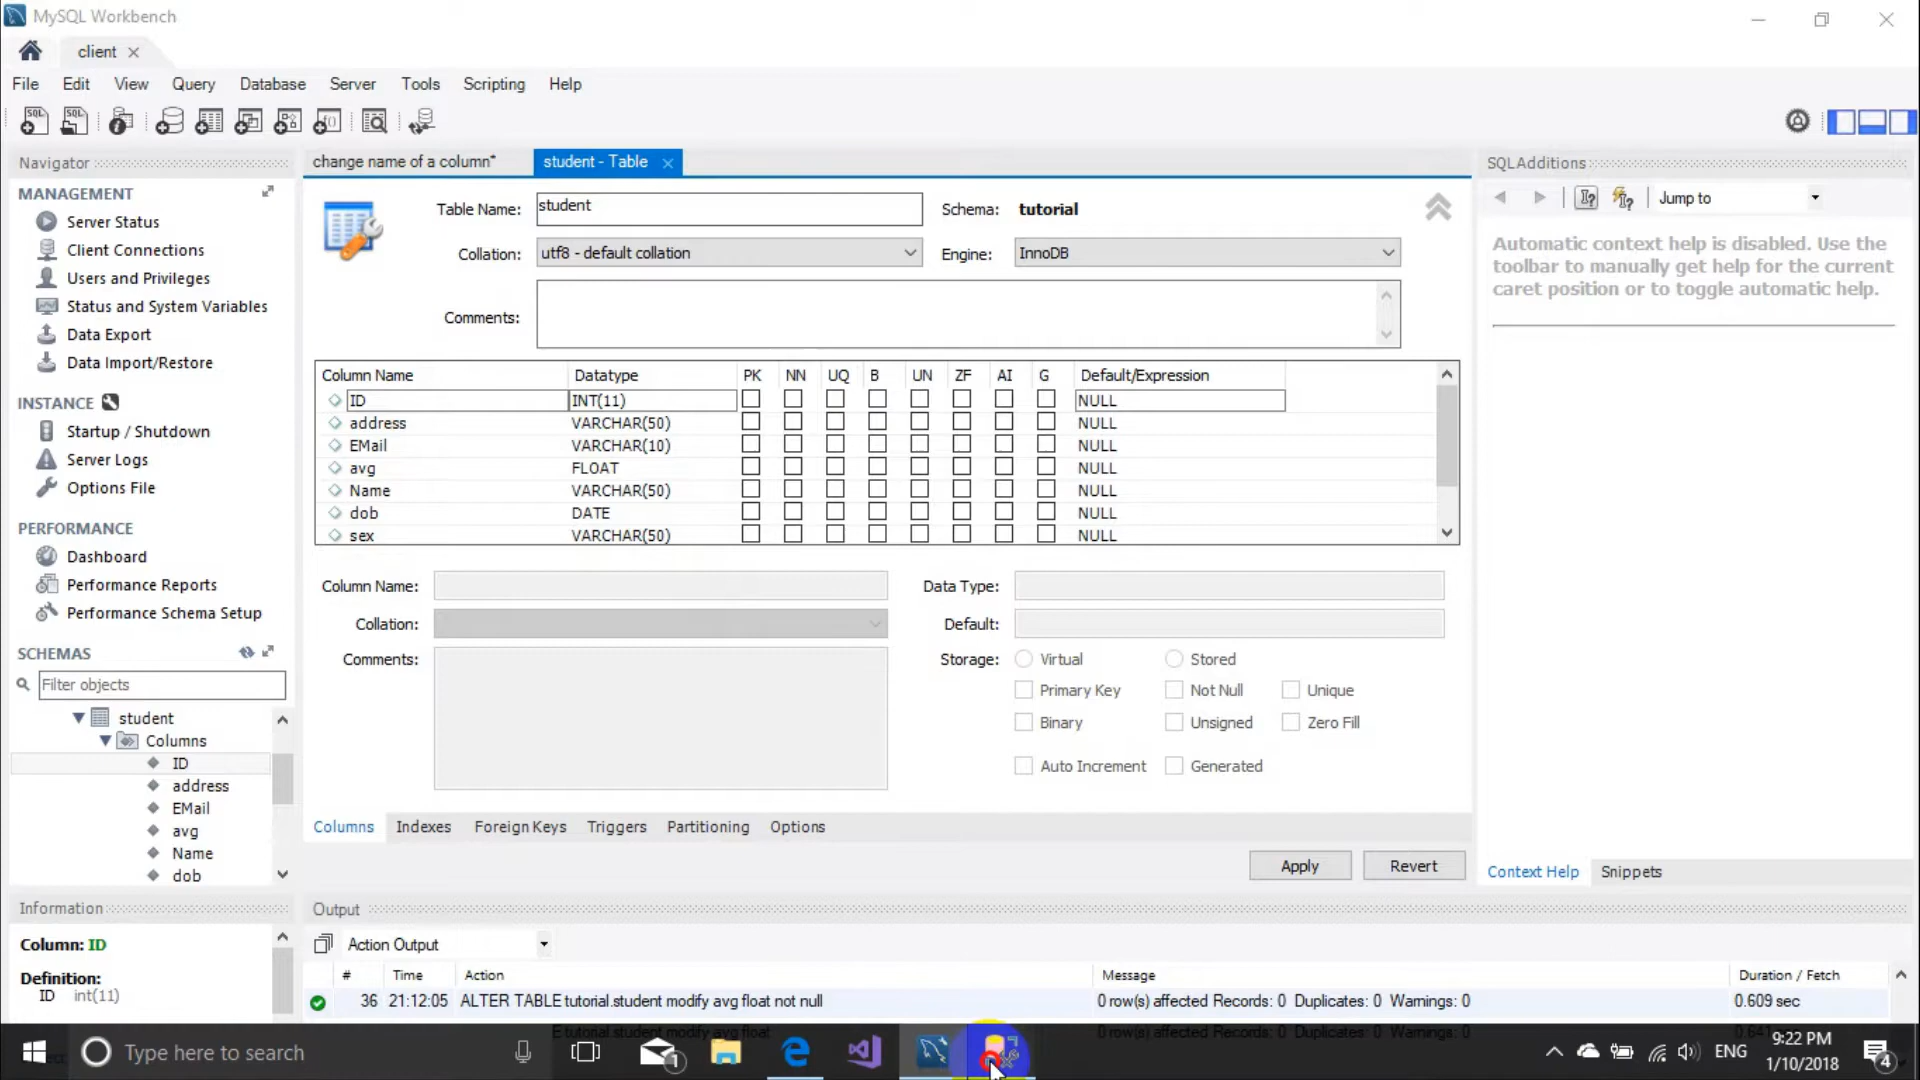 MySQL Workbench
client
File Edit View Query Database Server Tools Scripting Help
Navigator
MANAGEMENT
Server Status
Client Connections
Users and Privileges
Status and System Variables
Data Export
Data Import/Restore
INSTANCE
Startup / Shutdown
Server Logs
Options File
PERFORMANCE
Dashboard
Performance Reports
Performance Schema Setup
SCHEMAS
Filter objects
student
Columns
ID
address
EMail
avg
Name
dob
Information
Column: ID
Definition:
ID int(11)
change name of a column*
student - Table
Table Name: student
Schema: tutorial
Collation: utf8 - default collation
Engine: InnoDB
Comments:
Column Name Datatype PK NN UQ B UN ZF AI G Default/Expression
ID INT(11) NULL
address VARCHAR(50) NULL
EMail VARCHAR(10) NULL
avg FLOAT NULL
Name VARCHAR(50) NULL
dob DATE NULL
sex VARCHAR(50) NULL
Column Name: Data Type:
Collation: Default:
Comments: Storage: Virtual Stored
Primary Key Not Null Unique
Binary Unsigned Zero Fill
Auto Increment Generated
Columns Indexes Foreign Keys Triggers Partitioning Options
Apply Revert
Output
Action Output
# Time Action Message Duration / Fetch
36 21:12:05 ALTER TABLE tutorial.student modify avg float not null 0 row(s) affected Records: 0 Duplicates: 0 Warnings: 0 0.609 sec
SQLAdditions
Jump to
Automatic context help is disabled. Use the
toolbar to manually get help for the current
caret position or to toggle automatic help.
Context Help Snippets
E tutorial.student modify avg float 0 row(s) affected Records: 0 Duplicates: 0 Warnings: 0
Type here to search
1
ENG
9:22 PM
1/10/2018
4